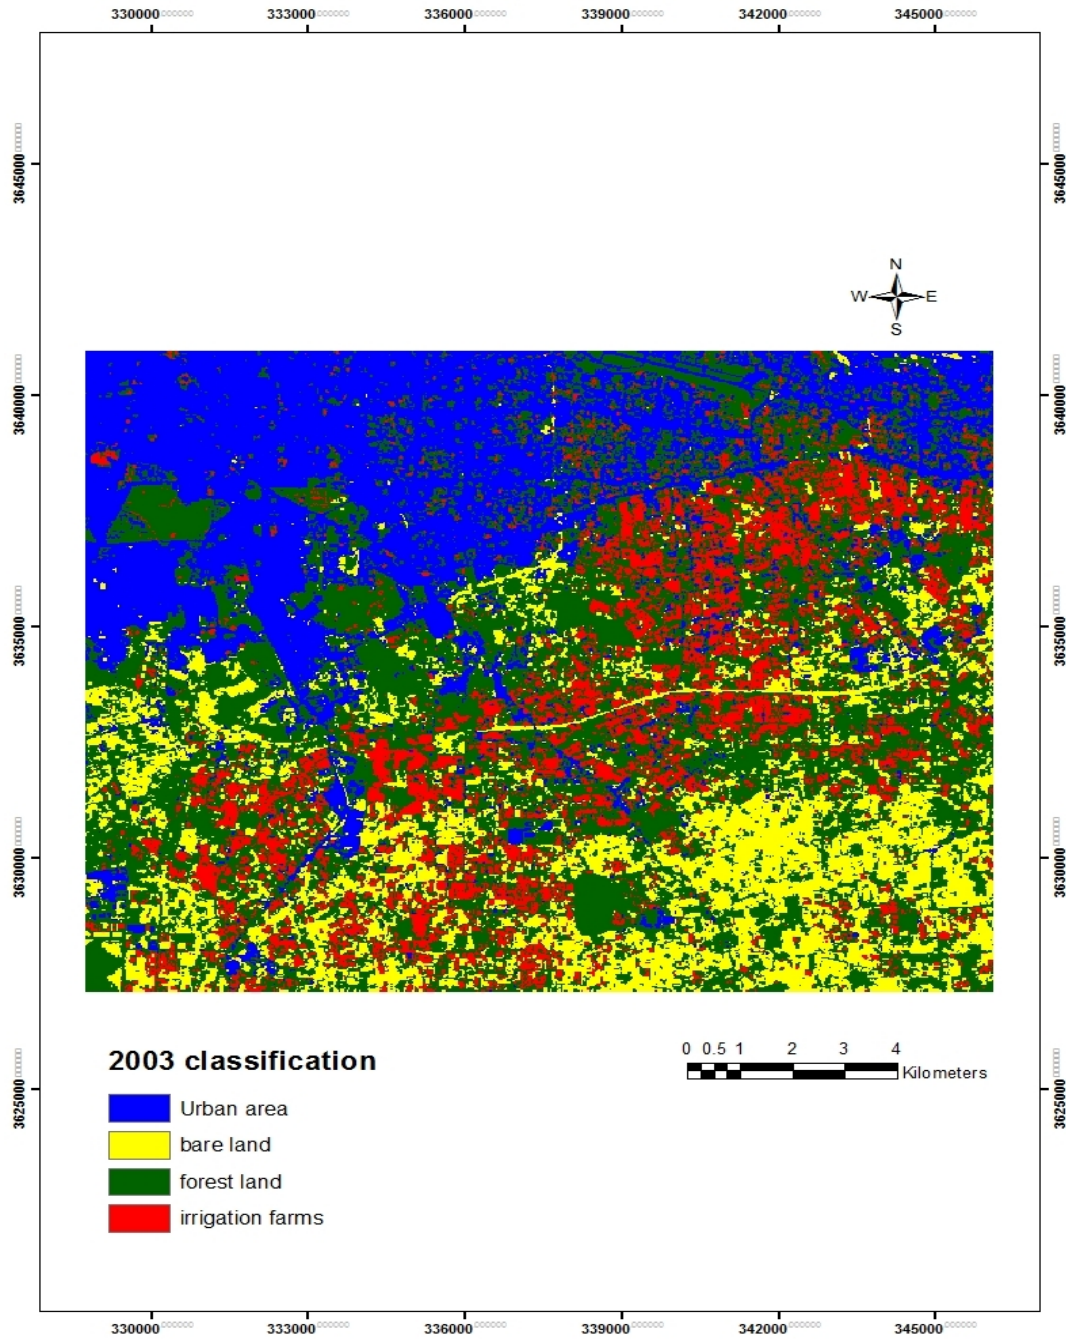 330000 333000 336000 339000 342000 345000
3645000 3645000
N
W E
S
3640000 3640000
3635000 3635000
3630000 3630000
2003 classification
0 0.5 1 2 3 4
Kilometers
3625000 3625000
Urban area
bare land
forest land
irrigation farms
330000 333000 336000 339000 342000 345000